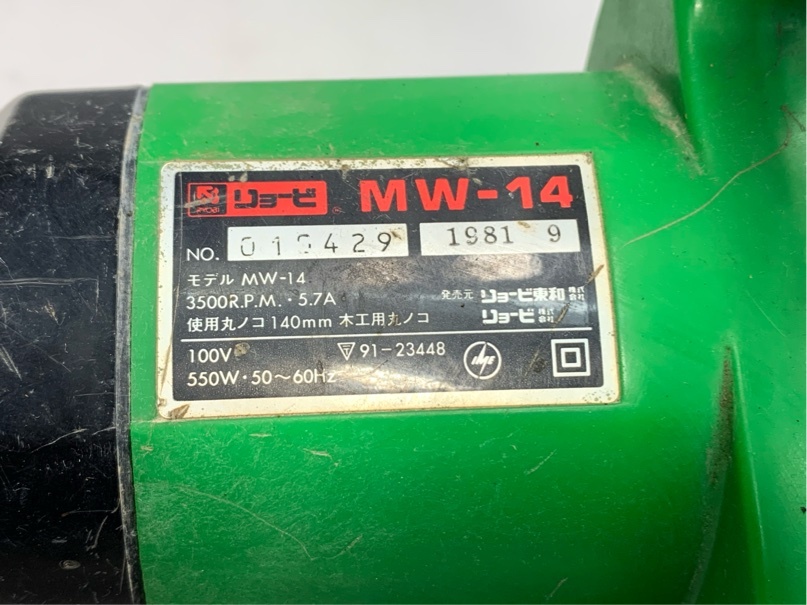 リョービ MW-14
NO. 1981 9
モデル MW-14
3500R.P.M.・5.7A
発売元 リョービ東和株式会社
使用丸ノコ 140mm 木工用丸ノコ
リョービ株式会社
100V
91-23448
550W・50～60Hz